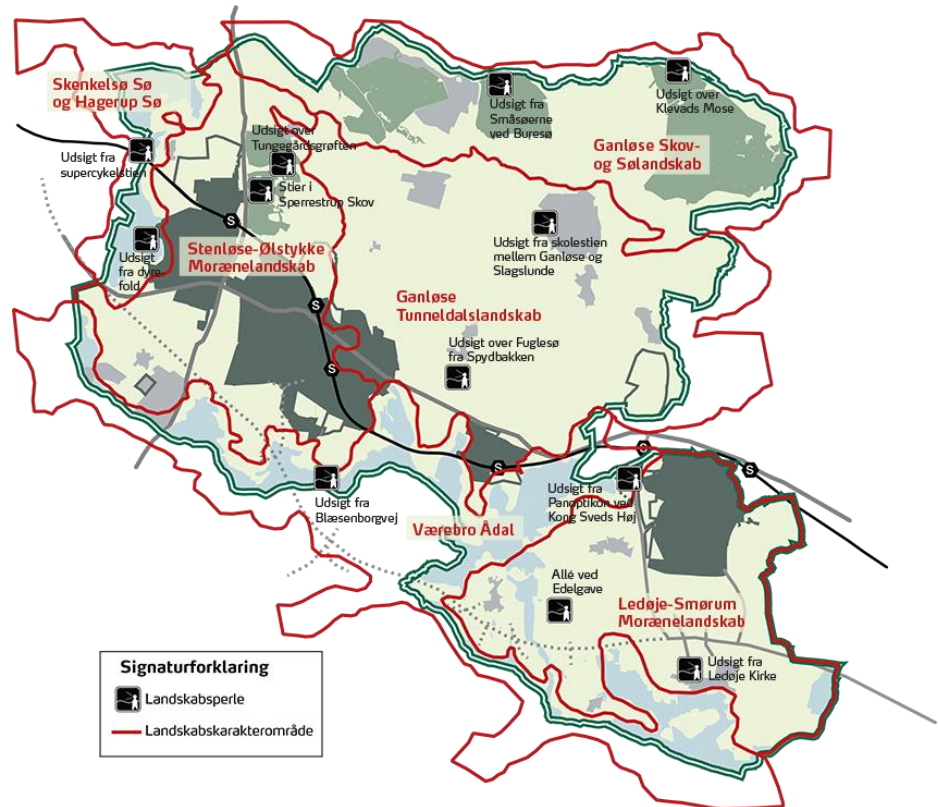 Skenkelsø Sø
og Hagerup Sø
Udsigt fra
supercykelstien
Udsigt over
Tungegårdsgrøften
Stier i
Sperrestrup Skov
Udsigt fra
Småsøerne
ved Buresø
Udsigt over
Klevads Mose
Ganløse Skov-
og Sølandskab
Udsigt
fra dyre-
fold
Stenløse-Ølstykke
Morænelandskab
S
Udsigt fra skolestien
mellem Ganløse og
Slagslunde
Ganløse
Tunneldalslandskab
S
S
Udsigt over Fuglesø
fra Spydbakken
Udsigt fra
Blæsenborgvej
Værebro Ådal
S
S
Udsigt fra
Panoptikon ved
Kong Sveds Høj
Allé ved
Edelgave
Ledøje-Smørum
Morænelandskab
Udsigt fra
Ledøje Kirke
Signaturforklaring
Landskabsperle
Landskabskarakterområde